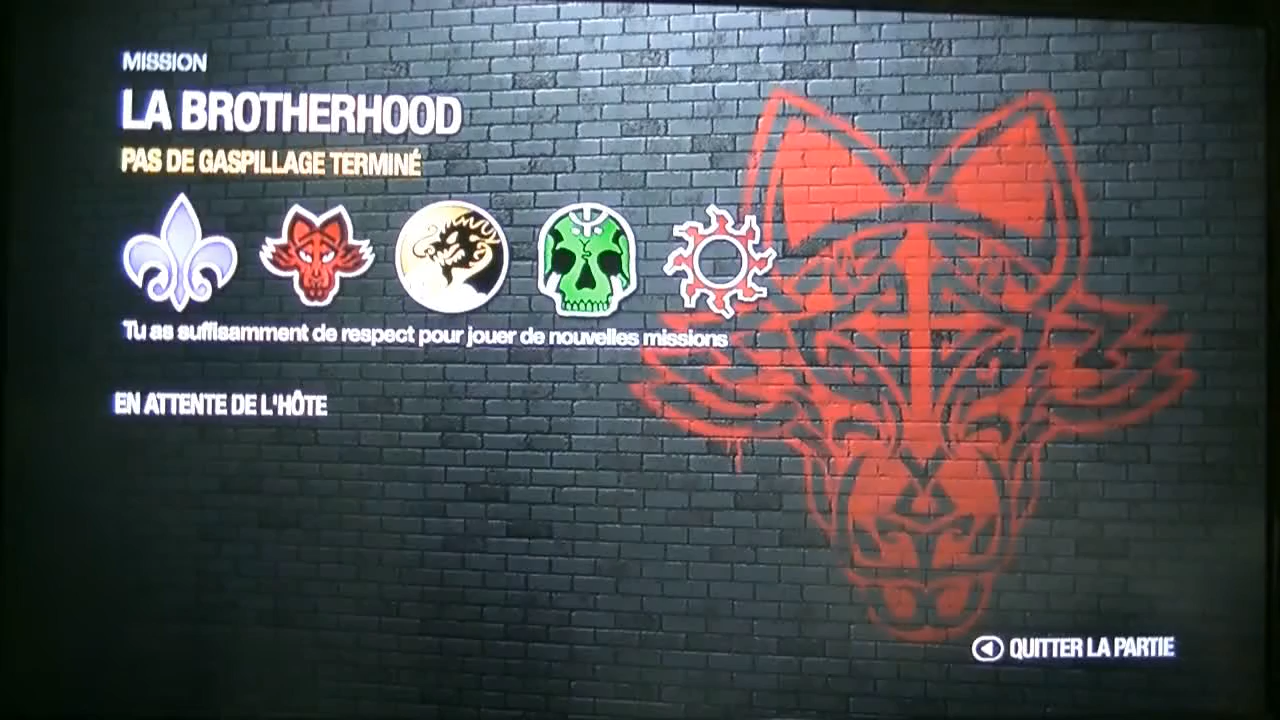 MISSION
LA BROTHERHOOD
PAS DE GASPILLAGE TERMINÉ
Tu as suffisamment de respect pour jouer de nouvelles missions
EN ATTENTE DE L'HÔTE
QUITTER LA PARTIE